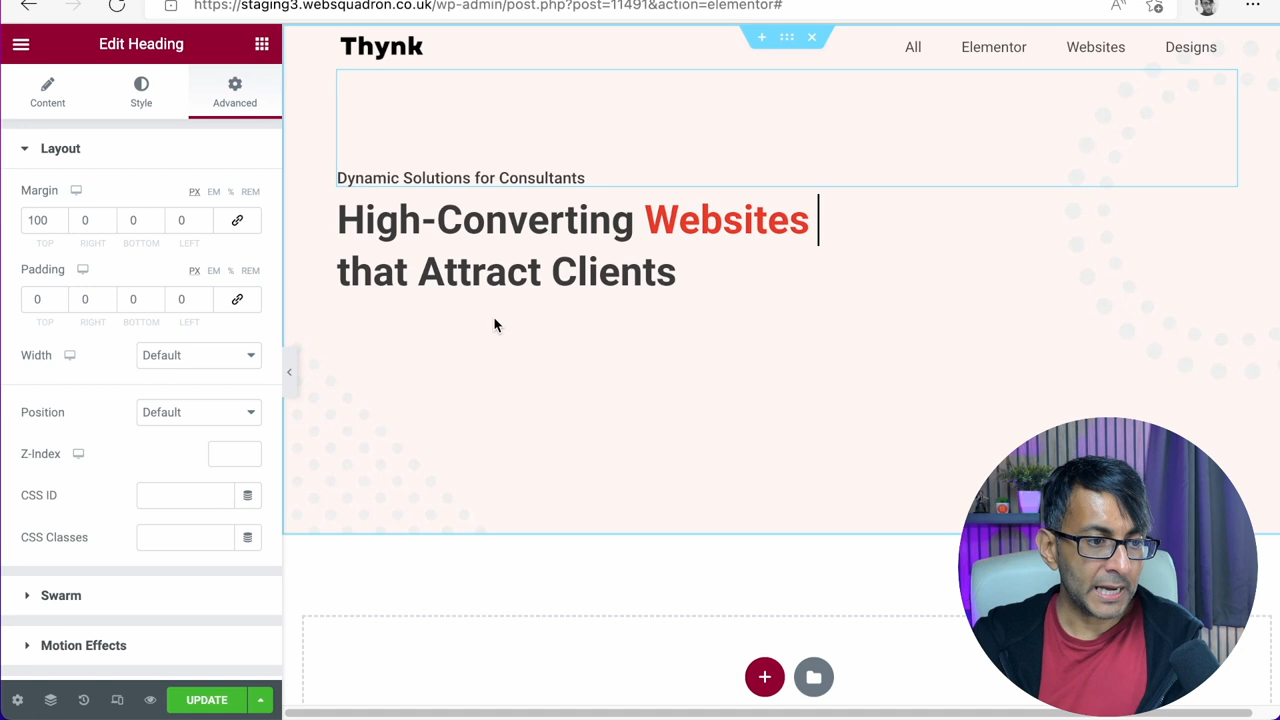 https://staging3.websquadron.co.uk/wp-admin/post.php?post=11491&action=elementor#
Edit Heading
Content
Style
Advanced
Layout
Margin
PX EM % REM
100 0 0 0
TOP RIGHT BOTTOM LEFT
Padding
PX EM % REM
0 0 0 0
TOP RIGHT BOTTOM LEFT
Width
Default
Position
Default
Z-Index
CSS ID
CSS Classes
Swarm
Motion Effects
UPDATE
Thynk
All Elementor Websites Designs
Dynamic Solutions for Consultants
High-Converting Websites
that Attract Clients